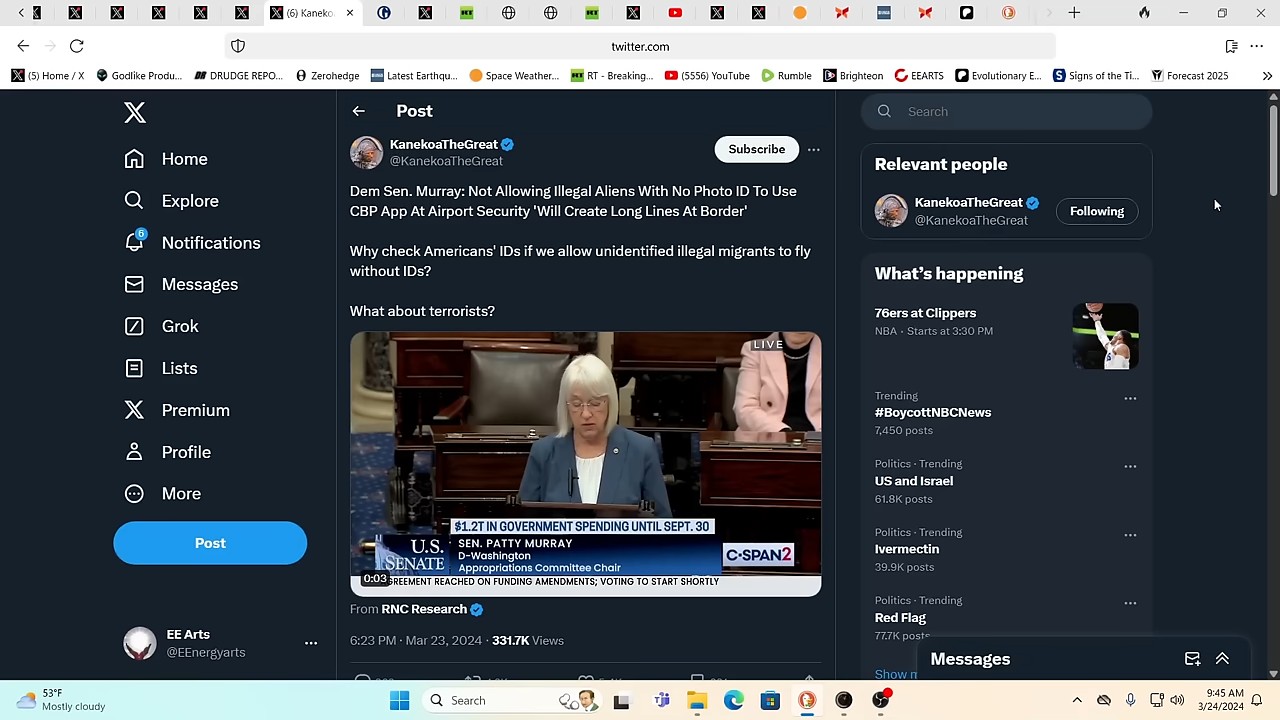 (6) Kaneko
twitter.com
(5) Home / X
Godlike Produ...
DRUDGE REPO...
Zerohedge
Latest Earthqu...
Space Weather...
RT - Breaking...
(5556) YouTube
Rumble
Brighteon
EEARTS
Evolutionary E...
Signs of the Ti...
Forecast 2025
Home
Explore
6
Notifications
Messages
Grok
Lists
Premium
Profile
More
Post
EE Arts
@EEnergyarts
Post
KanekoaTheGreat
@KanekoaTheGreat
Subscribe
Dem Sen. Murray: Not Allowing Illegal Aliens With No Photo ID To Use
CBP App At Airport Security 'Will Create Long Lines At Border'
Why check Americans' IDs if we allow unidentified illegal migrants to fly
without IDs?
What about terrorists?
LIVE
$1.2T IN GOVERNMENT SPENDING UNTIL SEPT. 30
U.S. SENATE
SEN. PATTY MURRAY
D-Washington
Appropriations Committee Chair
C-SPAN2
0:03
GREEMENT REACHED ON FUNDING AMENDMENTS; VOTING TO START SHORTLY
From RNC Research
6:23 PM · Mar 23, 2024 · 331.7K Views
Search
Relevant people
KanekoaTheGreat
@KanekoaTheGreat
Following
What's happening
76ers at Clippers
NBA · Starts at 3:30 PM
Trending
#BoycottNBCNews
7,450 posts
Politics · Trending
US and Israel
61.8K posts
Politics · Trending
Ivermectin
39.9K posts
Politics · Trending
Red Flag
77.7K posts
Show
Messages
53°F
Mostly cloudy
Search
9:45 AM
3/24/2024